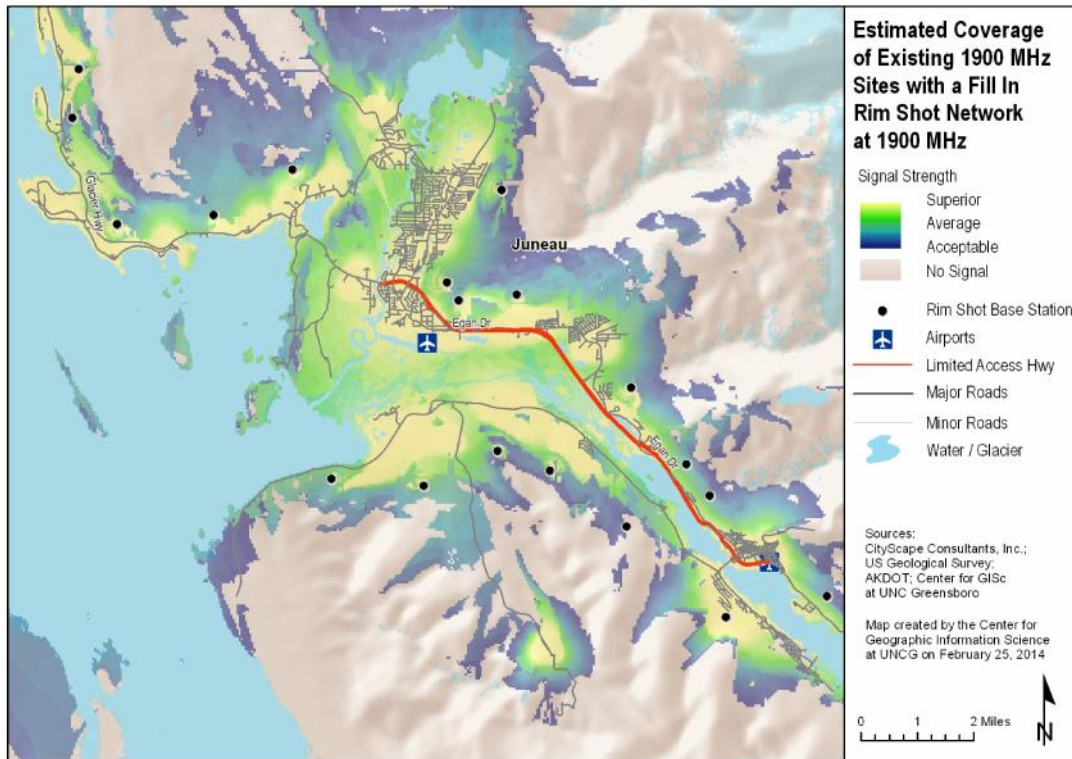 Estimated Coverage
of Existing 1900 MHz
Sites with a Fill In
Rim Shot Network
at 1900 MHz
Signal Strength
Superior
Average
Acceptable
No Signal
Rim Shot Base Station
Airports
Limited Access Hwy
Major Roads
Minor Roads
Water / Glacier
Sources:
CityScape Consultants, Inc.;
US Geological Survey;
AKDOT; Center for GISc
at UNC Greensboro
Map created by the Center for
Geographic Information Science
at UNCG on February 25, 2014
0 1 2 Miles
N
Glacier Hwy
Juneau
Egan Dr
Egan Dr